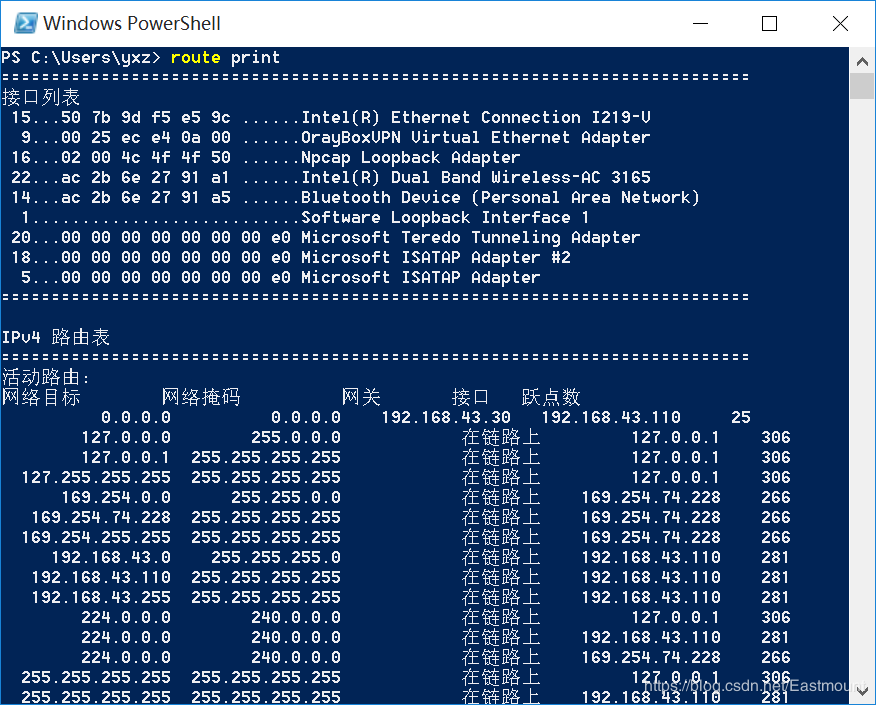 Windows PowerShell
PS C:\Users\yxz> route print
===========================================================================
接口列表
 15...50 7b 9d f5 e5 9c ......Intel(R) Ethernet Connection I219-V
  9...00 25 ec e4 0a 00 ......OrayBoxVPN Virtual Ethernet Adapter
 16...02 00 4c 4f 4f 50 ......Npcap Loopback Adapter
 22...ac 2b 6e 27 91 a1 ......Intel(R) Dual Band Wireless-AC 3165
 14...ac 2b 6e 27 91 a5 ......Bluetooth Device (Personal Area Network)
  1...........................Software Loopback Interface 1
 20...00 00 00 00 00 00 00 e0 Microsoft Teredo Tunneling Adapter
 18...00 00 00 00 00 00 00 e0 Microsoft ISATAP Adapter #2
  5...00 00 00 00 00 00 00 e0 Microsoft ISATAP Adapter
===========================================================================
IPv4 路由表
===========================================================================
活动路由:
网络目标 网络掩码 网关 接口 跃点数
0.0.0.0 0.0.0.0 192.168.43.30 192.168.43.110 25
127.0.0.0 255.0.0.0 在链路上 127.0.0.1 306
127.0.0.1 255.255.255.255 在链路上 127.0.0.1 306
127.255.255.255 255.255.255.255 在链路上 127.0.0.1 306
169.254.0.0 255.255.0.0 在链路上 169.254.74.228 266
169.254.74.228 255.255.255.255 在链路上 169.254.74.228 266
169.254.255.255 255.255.255.255 在链路上 169.254.74.228 266
192.168.43.0 255.255.255.0 在链路上 192.168.43.110 281
192.168.43.110 255.255.255.255 在链路上 192.168.43.110 281
192.168.43.255 255.255.255.255 在链路上 192.168.43.110 281
224.0.0.0 240.0.0.0 在链路上 127.0.0.1 306
224.0.0.0 240.0.0.0 在链路上 192.168.43.110 281
224.0.0.0 240.0.0.0 在链路上 169.254.74.228 266
255.255.255.255 255.255.255.255 在链路上 127.0.0.1 306
255.255.255.255 255.255.255.255 在链路上 192.168.43.110 281
https://blog.csdn.net/Eastmount